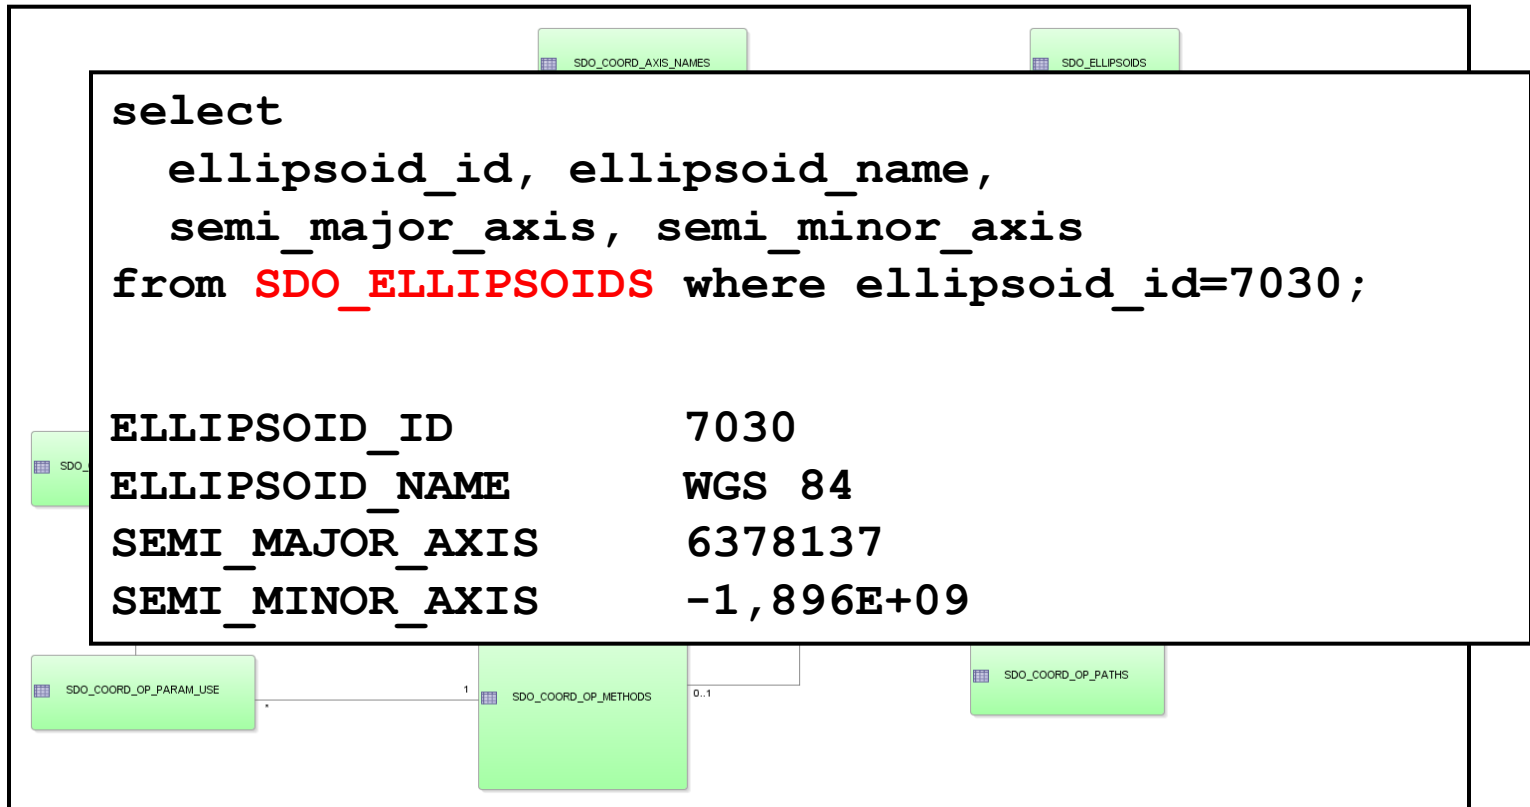 SDO_COORD_AXIS_NAMES
SDO_ELLIPSOIDS
select
ellipsoid_id, ellipsoid_name,
semi_major_axis, semi_minor_axis
from SDO_ELLIPSOIDS where ellipsoid_id=7030;
ELLIPSOID_ID 7030
ELLIPSOID_NAME WGS 84
SEMI_MAJOR_AXIS 6378137
SEMI_MINOR_AXIS -1,896E+09
SDO_COORD_OP_PARAM_USE
*
1
SDO_COORD_OP_METHODS
0..1
SDO_COORD_OP_PATHS